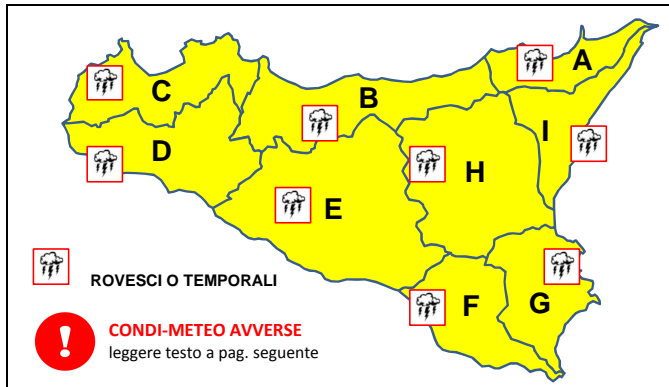 A
C
B
I
D
H
E
F
G
ROVESCI O TEMPORALI
!
CONDI-METEO AVVERSE
leggere testo a pag. seguente